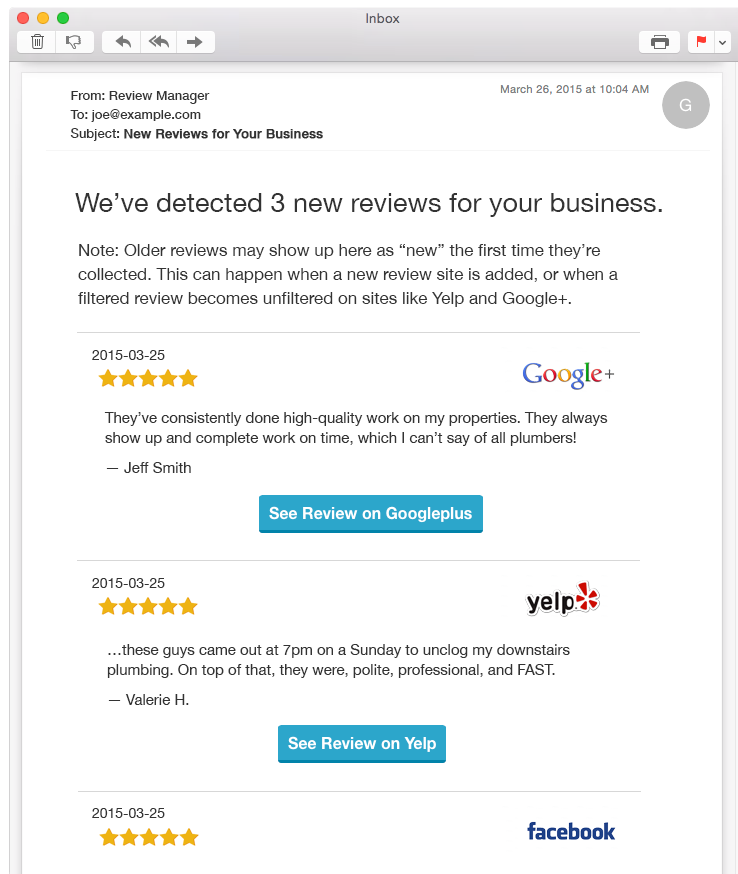 Inbox
From: Review Manager
March 26, 2015 at 10:04 AM
G
To: joe@example.com
Subject: New Reviews for Your Business
We’ve detected 3 new reviews for your business.
Note: Older reviews may show up here as “new” the first time they’re
collected. This can happen when a new review site is added, or when a
filtered review becomes unfiltered on sites like Yelp and Google+.
2015-03-25
Google+
They’ve consistently done high-quality work on my properties. They always
show up and complete work on time, which I can’t say of all plumbers!
— Jeff Smith
See Review on Googleplus
2015-03-25
yelp
…these guys came out at 7pm on a Sunday to unclog my downstairs
plumbing. On top of that, they were, polite, professional, and FAST.
— Valerie H.
See Review on Yelp
2015-03-25
facebook